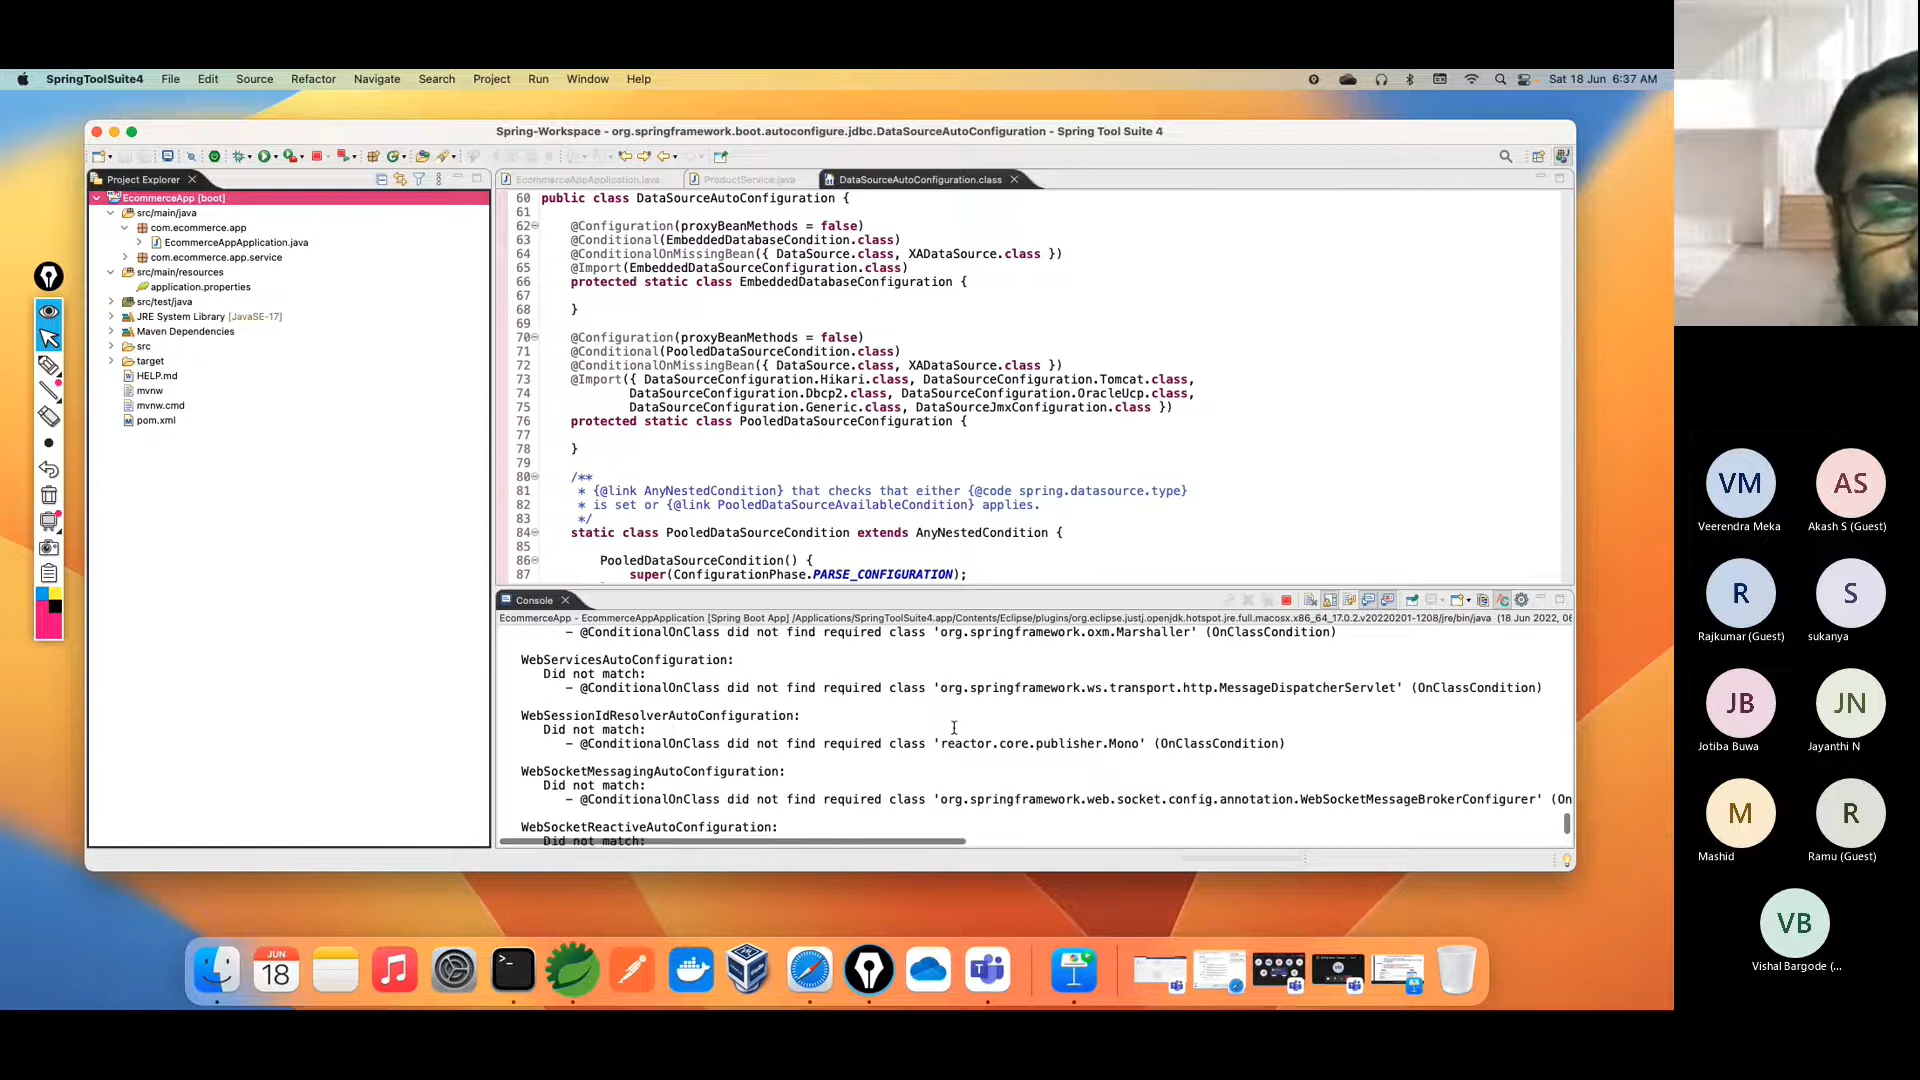 SpringToolSuite4 File Edit Source Refactor Navigate Search Project Run Window Help
Sat 18 Jun 6:37 AM
Spring-Workspace - org.springframework.boot.autoconfigure.jdbc.DataSourceAutoConfiguration - Spring Tool Suite 4
Project Explorer
EcommerceApp [boot]
src/main/java
com.ecommerce.app
EcommerceAppApplication.java
com.ecommerce.app.service
src/main/resources
application.properties
src/test/java
JRE System Library [JavaSE-17]
Maven Dependencies
src
target
HELP.md
mvnw
mvnw.cmd
pom.xml
EcommerceAppApplication.java
ProductService.java
DataSourceAutoConfiguration.class
60 public class DataSourceAutoConfiguration {
61
62 @Configuration(proxyBeanMethods = false)
63 @Conditional(EmbeddedDatabaseCondition.class)
64 @ConditionalOnMissingBean({ DataSource.class, XADataSource.class })
65 @Import(EmbeddedDataSourceConfiguration.class)
66 protected static class EmbeddedDatabaseConfiguration {
67
68 }
69
70 @Configuration(proxyBeanMethods = false)
71 @Conditional(PooledDataSourceCondition.class)
72 @ConditionalOnMissingBean({ DataSource.class, XADataSource.class })
73 @Import({ DataSourceConfiguration.Hikari.class, DataSourceConfiguration.Tomcat.class,
74 DataSourceConfiguration.Dbcp2.class, DataSourceConfiguration.OracleUcp.class,
75 DataSourceConfiguration.Generic.class, DataSourceJmxConfiguration.class })
76 protected static class PooledDataSourceConfiguration {
77
78 }
79
80 /**
81 * {@link AnyNestedCondition} that checks that either {@code spring.datasource.type}
82 * is set or {@link PooledDataSourceAvailableCondition} applies.
83 */
84 static class PooledDataSourceCondition extends AnyNestedCondition {
85
86 PooledDataSourceCondition() {
87 super(ConfigurationPhase.PARSE_CONFIGURATION);
Console
EcommerceApp - EcommerceAppApplication [Spring Boot App] /Applications/SpringToolSuite4.app/Contents/Eclipse/plugins/org.eclipse.justj.openjdk.hotspot.jre.full.macosx.x86_64_17.0.2.v20220201-1208/jre/bin/java (18 Jun 2022, 06
- @ConditionalOnClass did not find required class 'org.springframework.oxm.Marshaller' (OnClassCondition)
WebServicesAutoConfiguration:
Did not match:
- @ConditionalOnClass did not find required class 'org.springframework.ws.transport.http.MessageDispatcherServlet' (OnClassCondition)
WebSessionIdResolverAutoConfiguration:
Did not match:
- @ConditionalOnClass did not find required class 'reactor.core.publisher.Mono' (OnClassCondition)
WebSocketMessagingAutoConfiguration:
Did not match:
- @ConditionalOnClass did not find required class 'org.springframework.web.socket.config.annotation.WebSocketMessageBrokerConfigurer' (On
WebSocketReactiveAutoConfiguration:
Did not match:
JUN
18
VM
Veerendra Meka
AS
Akash S (Guest)
R
Rajkumar (Guest)
S
sukanya
JB
Jotiba Buwa
JN
Jayanthi N
M
Mashid
R
Ramu (Guest)
VB
Vishal Bargode (...